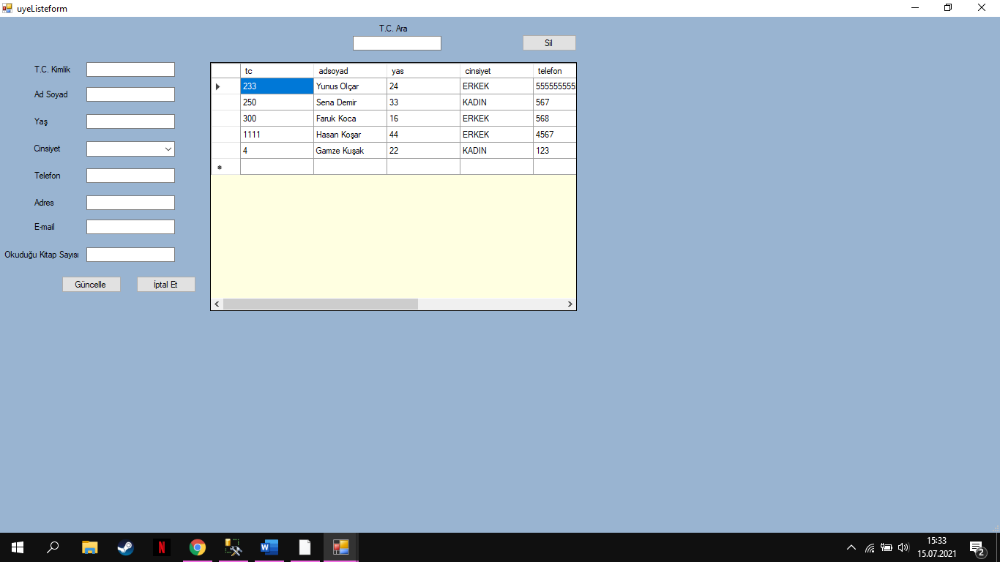 uyeListeform
T.C. Ara
Sil
T.C. Kimlik
Ad Soyad
Yaş
Cinsiyet
Telefon
Adres
E-mail
Okuduğu Kitap Sayısı
Güncelle İptal Et
tc adsoyad yas cinsiyet telefon
233 Yunus Olçar 24 ERKEK 555555555
250 Sena Demir 33 KADIN 567
300 Faruk Koca 16 ERKEK 568
1111 Hasan Koşar 44 ERKEK 4567
4 Gamze Kuşak 22 KADIN 123
15:33
15.07.2021
2